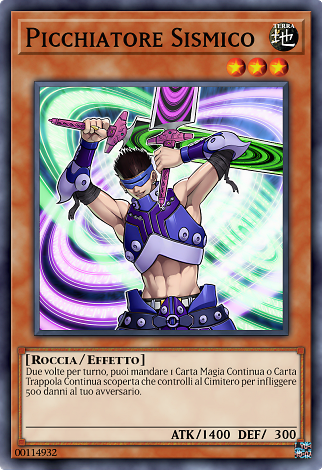 Picchiatore Sismico
TERRA
地
[Roccia/Effetto]
Due volte per turno, puoi mandare 1 Carta Magia Continua o Carta
Trappola Continua scoperta che controlli al Cimitero per infliggere
500 danni al tuo avversario.
ATK/1400 DEF/ 300
00114932